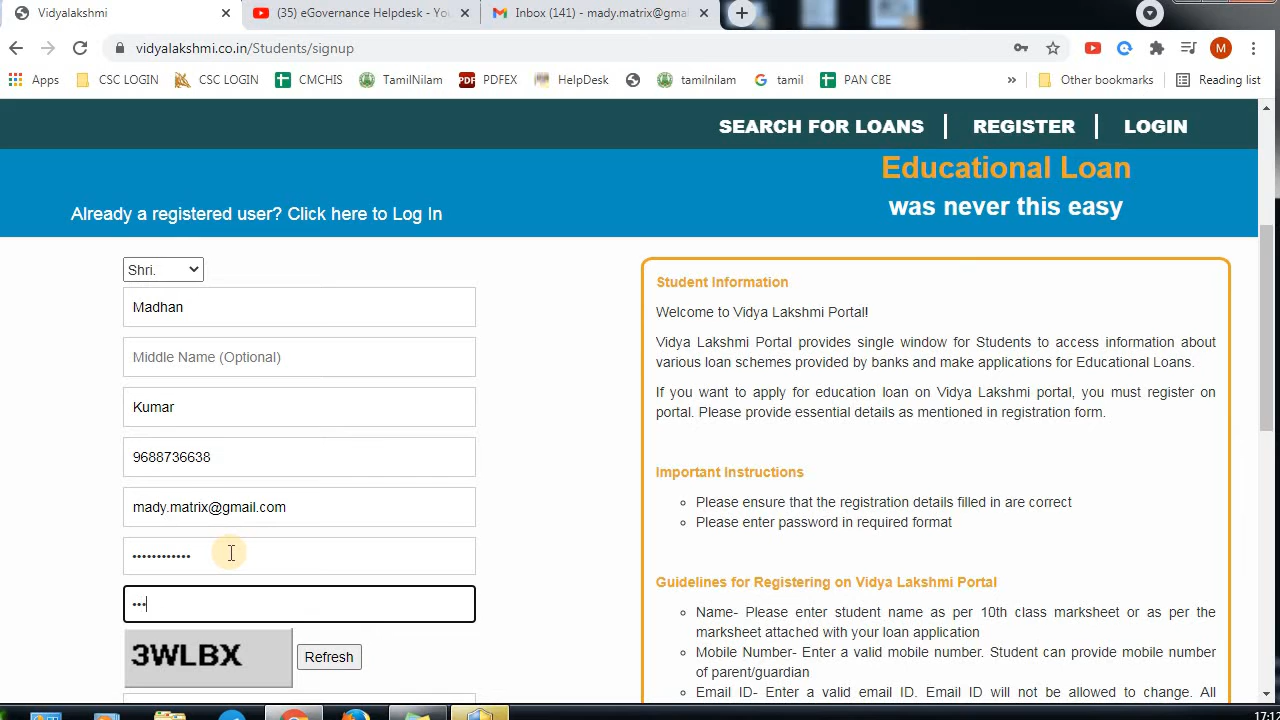 Vidyalakshmi
(35) eGovernance Helpdesk - You
Inbox (141) - mady.matrix@gmai
vidyalakshmi.co.in/Students/signup
M
Apps
CSC LOGIN
CSC LOGIN
CMCHIS
TamilNilam
PDF
PDFEX
HelpDesk
tamilnilam
tamil
PAN CBE
»
Other bookmarks
Reading list
SEARCH FOR LOANS
REGISTER
LOGIN
Educational Loan
was never this easy
Already a registered user? Click here to Log In
Shri.
Madhan
Middle Name (Optional)
Kumar
9688736638
mady.matrix@gmail.com
••••••••••••
•••
3WLBX
Refresh
Student Information
Welcome to Vidya Lakshmi Portal!
Vidya Lakshmi Portal provides single window for Students to access information about
various loan schemes provided by banks and make applications for Educational Loans.
If you want to apply for education loan on Vidya Lakshmi portal, you must register on
portal. Please provide essential details as mentioned in registration form.
Important Instructions
Please ensure that the registration details filled in are correct
Please enter password in required format
Guidelines for Registering on Vidya Lakshmi Portal
Name- Please enter student name as per 10th class marksheet or as per the
marksheet attached with your loan application
Mobile Number- Enter a valid mobile number. Student can provide mobile number
of parent/guardian
Email ID- Enter a valid email ID. Email ID will not be allowed to change. All
17:12